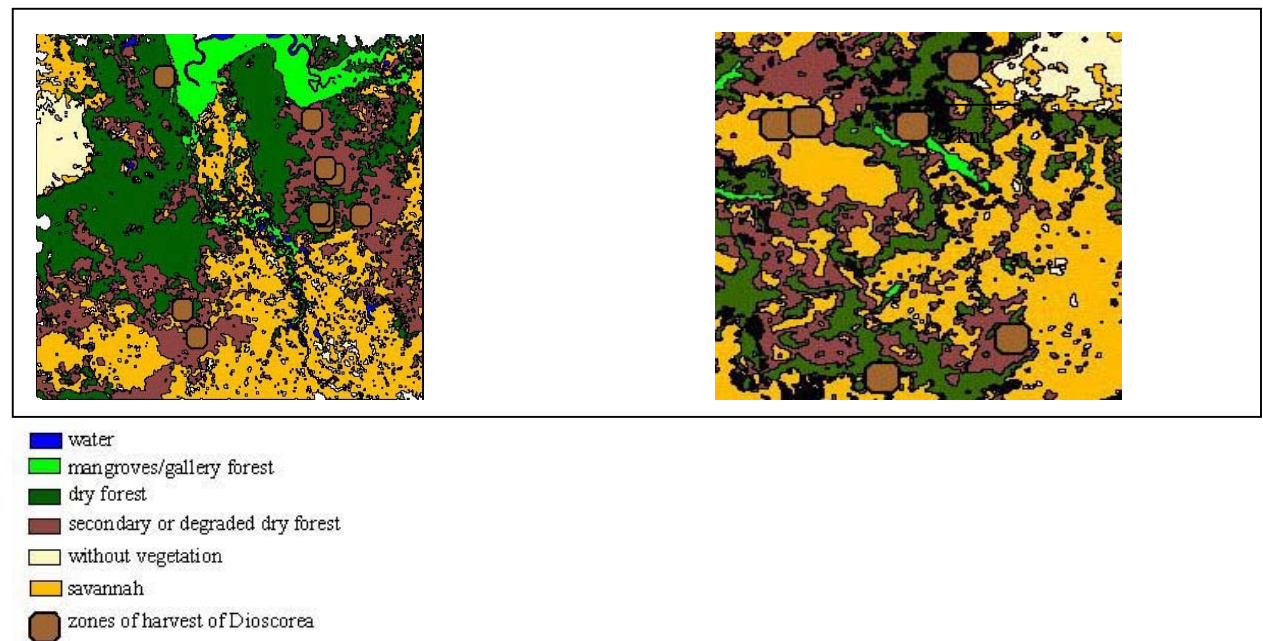 km
water
mangroves/gallery forest
dry forest
secondary or degraded dry forest
without vegetation
savannah
zones of harvest of Dioscorea